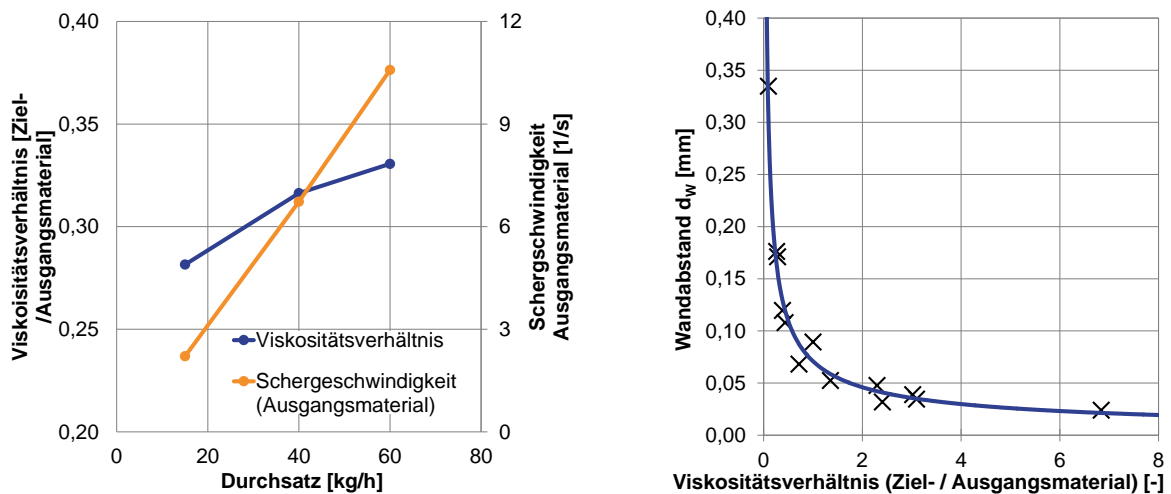 0,40
0,35
0,30
0,25
0,20
Viskoisitätsverhältnis [Ziel-
/Ausgangsmaterial]
12
9
6
3
0
Scherschwindigkeit
Ausgangsmaterial [1/s]
Viskositätsverhältnis
Schergeschwindigkeit
(Ausgangsmaterial)
0 20 40 60 80
Durchsatz [kg/h]
0,40
0,35
0,30
0,25
0,20
0,15
0,10
0,05
0,00
Wandabstand dw [mm]
0 2 4 6 8
Viskositätsverhältnis (Ziel- / Ausgangsmaterial) [-]